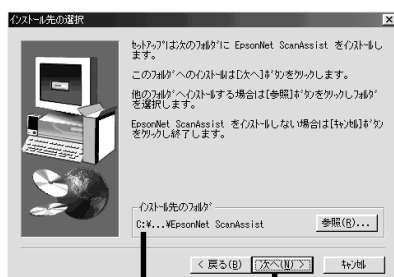 インストール先の選択
セットアップは次のフォルダに EpsonNet ScanAssist をインストールし
ます。
このフォルダへのインストールは[次へ]ボタンをクリックします。
他のフォルダへインストールする場合は[参照]ボタンをクリックしフォルダ
を選択します。
EpsonNet ScanAssist をインストールしない場合は[キャンセル]ボタン
をクリックし終了します。
インストール先のフォルダ
C:¥...¥EpsonNet ScanAssist
参照(R)...
< 戻る(B)
次へ(N) >
キャンセル